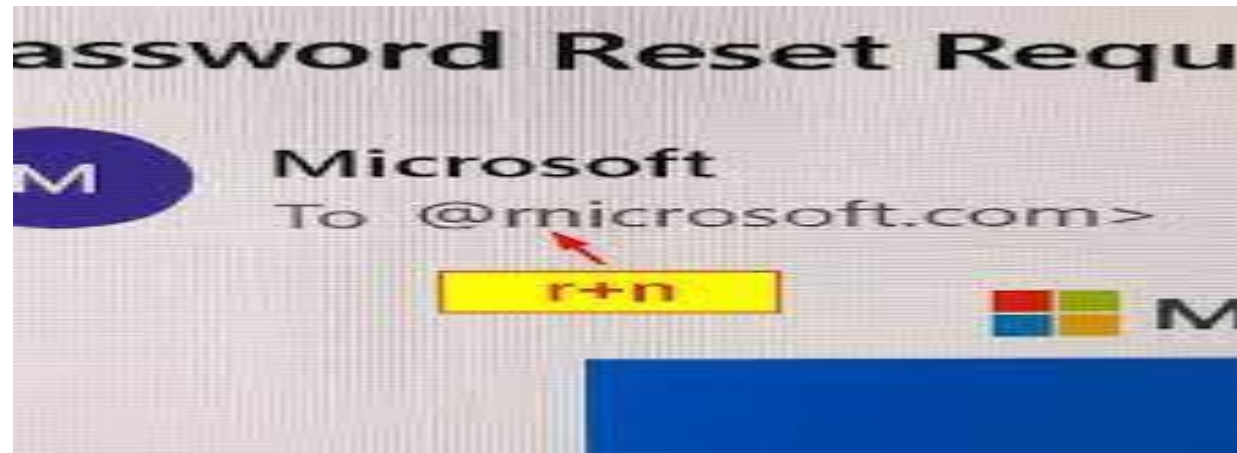 assword Reset Requ
M
Microsoft
To @rnicrosoft.com>
r+n
M